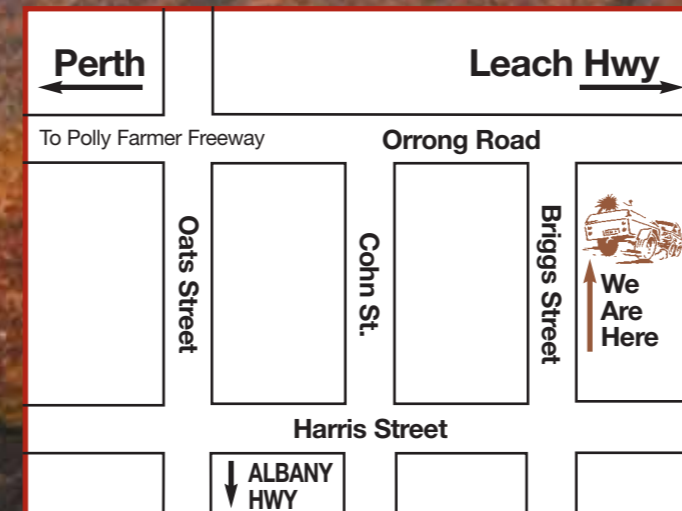 Perth
Leach Hwy
To Polly Farmer Freeway
Orrong Road
Oats Street
Cohn St.
Briggs Street
We
Are
Here
Harris Street
ALBANY
HWY